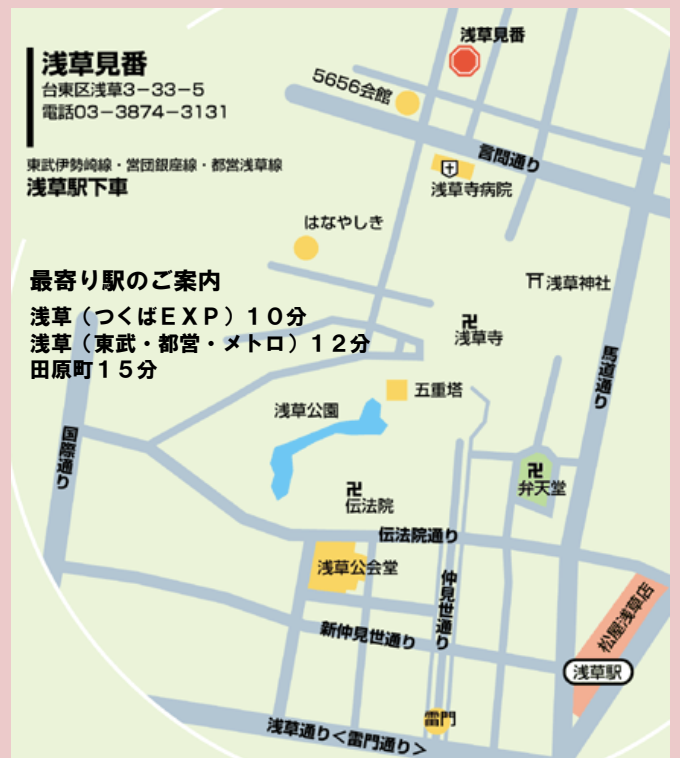 浅草見番
浅草見番
台東区浅草3−33−5
電話03−3874−3131
5656会館
言問通り
東武伊勢崎線・営団銀座線・都営浅草線
浅草駅下車
浅草寺病院
はなやしき
最寄り駅のご案内
浅草神社
浅草（つくばＥＸＰ）１０分
浅草（東武・都営・メトロ）１２分
田原町１５分
卍
浅草寺
馬道通り
五重塔
浅草公園
国際通り
卍
弁天堂
卍
伝法院
伝法院通り
浅草公会堂
仲見世通り
松屋浅草店
新仲見世通り
浅草駅
雷門
浅草通り＜雷門通り＞